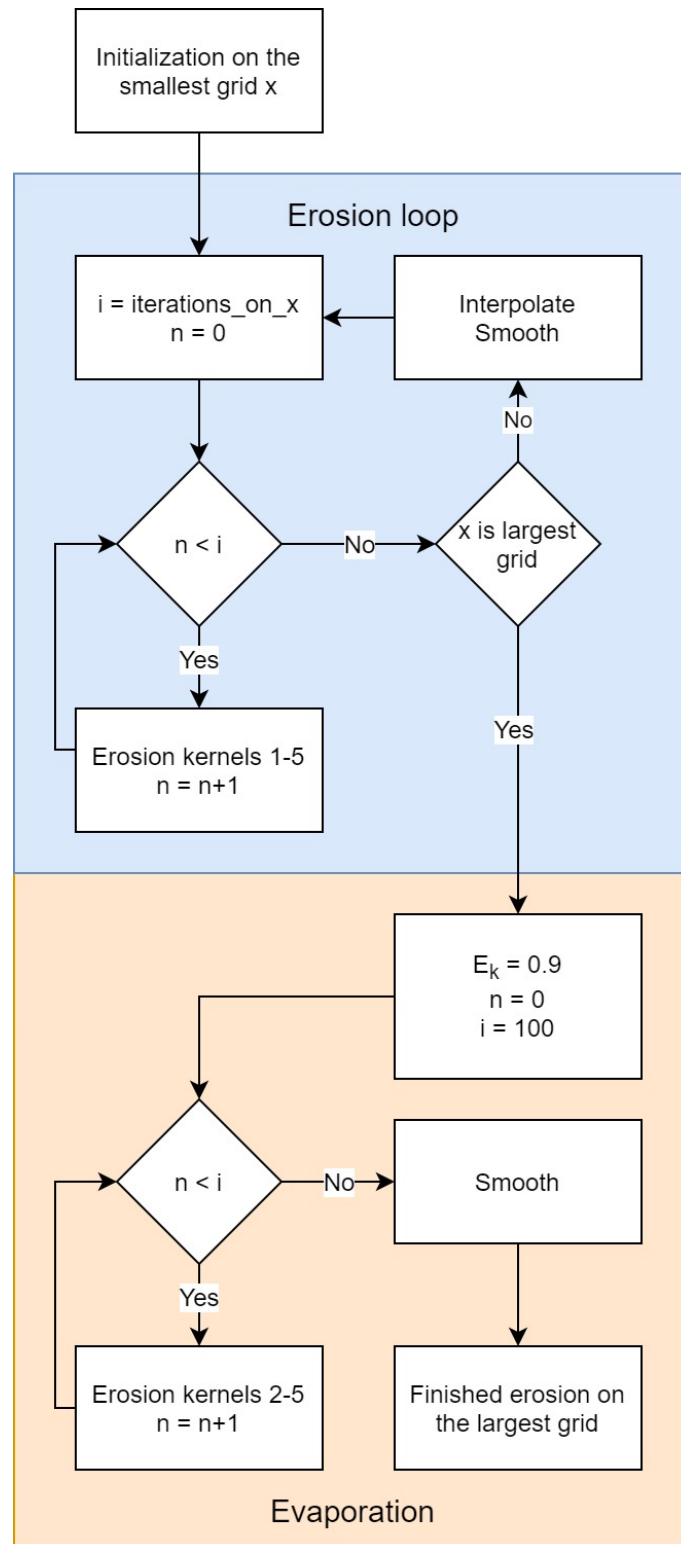 Initialization on the
smallest grid x
Erosion loop
i = iterations_on_x
n = 0
Interpolate
Smooth
No
n < i
No
x is largest
grid
Yes
Yes
Erosion kernels 1-5
n = n+1
E_k = 0.9
n = 0
i = 100
n < i
No
Smooth
Yes
Erosion kernels 2-5
n = n+1
Finished erosion on
the largest grid
Evaporation